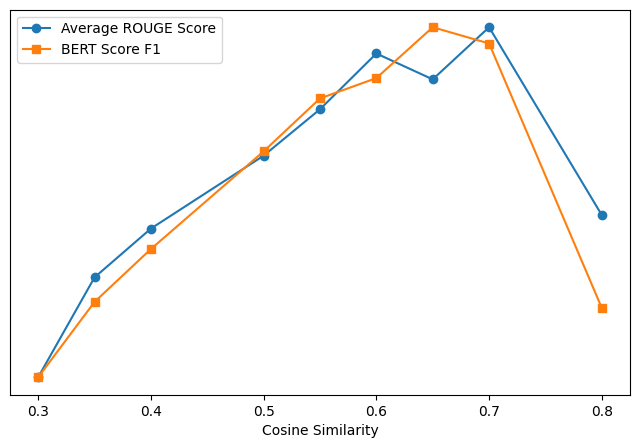 Average ROUGE Score
BERT Score F1
0.3 0.4 0.5 0.6 0.7 0.8
Cosine Similarity